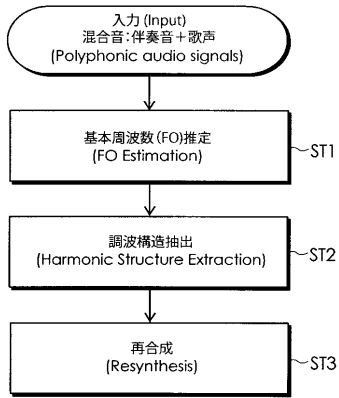 入力(Input)
混合音:伴奏音+歌声
(Polyphonic audio signals)
基本周波数(F0)推定
(F0 Estimation)
ST1
調波構造抽出
(Harmonic Structure Extraction)
ST2
再合成
(Resynthesis)
ST3